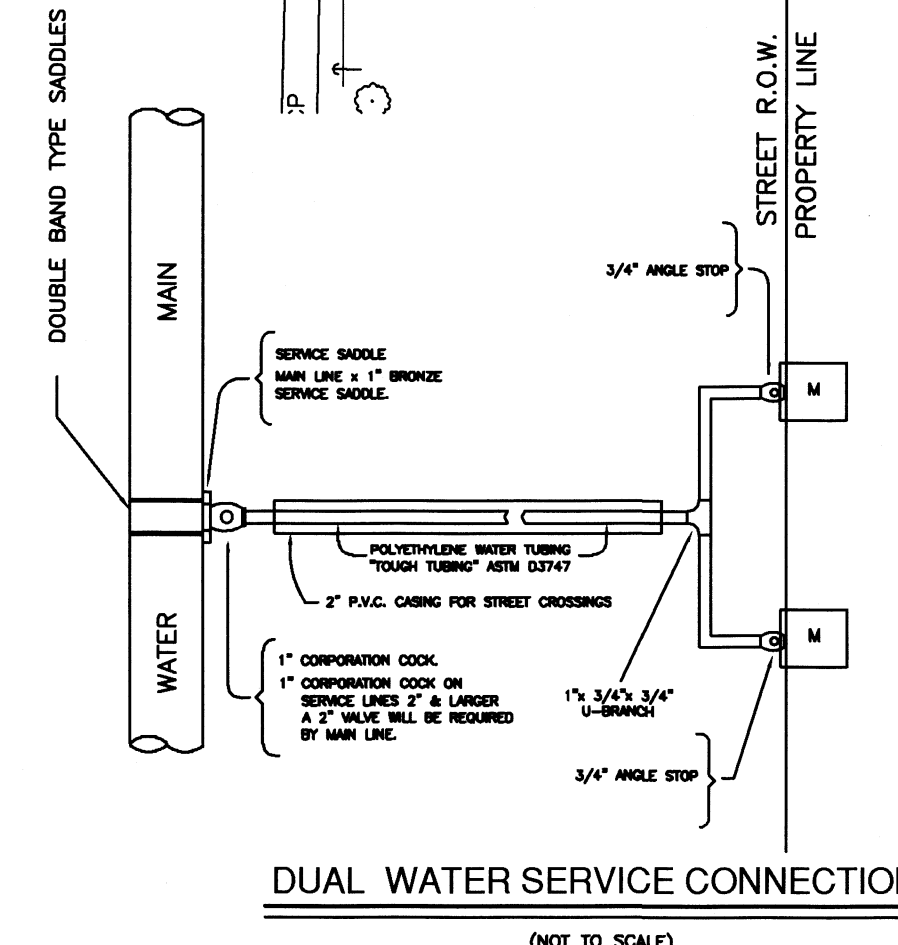 DOUBLE BAND TYPE SADDLES
SP
STREET R.O.W.
PROPERTY LINE
MAIN
3/4" ANGLE STOP
SERVICE SADDLE
MAIN LINE x 1" BRONZE
SERVICE SADDLE.
M
POLYETHYLENE WATER TUBING
"TOUGH TUBING" ASTM D3747
2" P.V.C. CASING FOR STREET CROSSINGS
WATER
M
1" CORPORATION COCK.
1" CORPORATION COCK ON
SERVICE LINES 2" & LARGER
A 2" VALVE WILL BE REQUIRED
BY MAIN LINE.
1"x 3/4"x 3/4"
U-BRANCH
3/4" ANGLE STOP
DUAL WATER SERVICE CONNECTIO
(NOT TO SCALE)